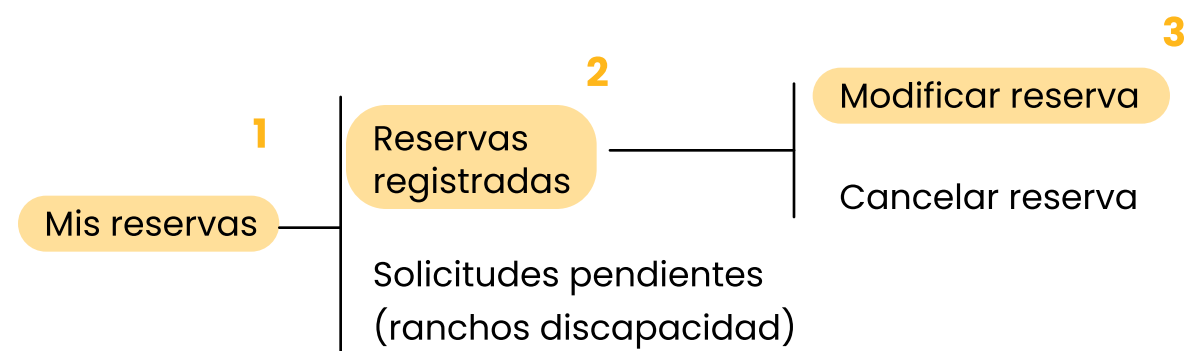 1
Mis reservas
2
Reservas
registradas
Solicitudes pendientes
(ranchos discapacidad)
3
Modificar reserva
Cancelar reserva